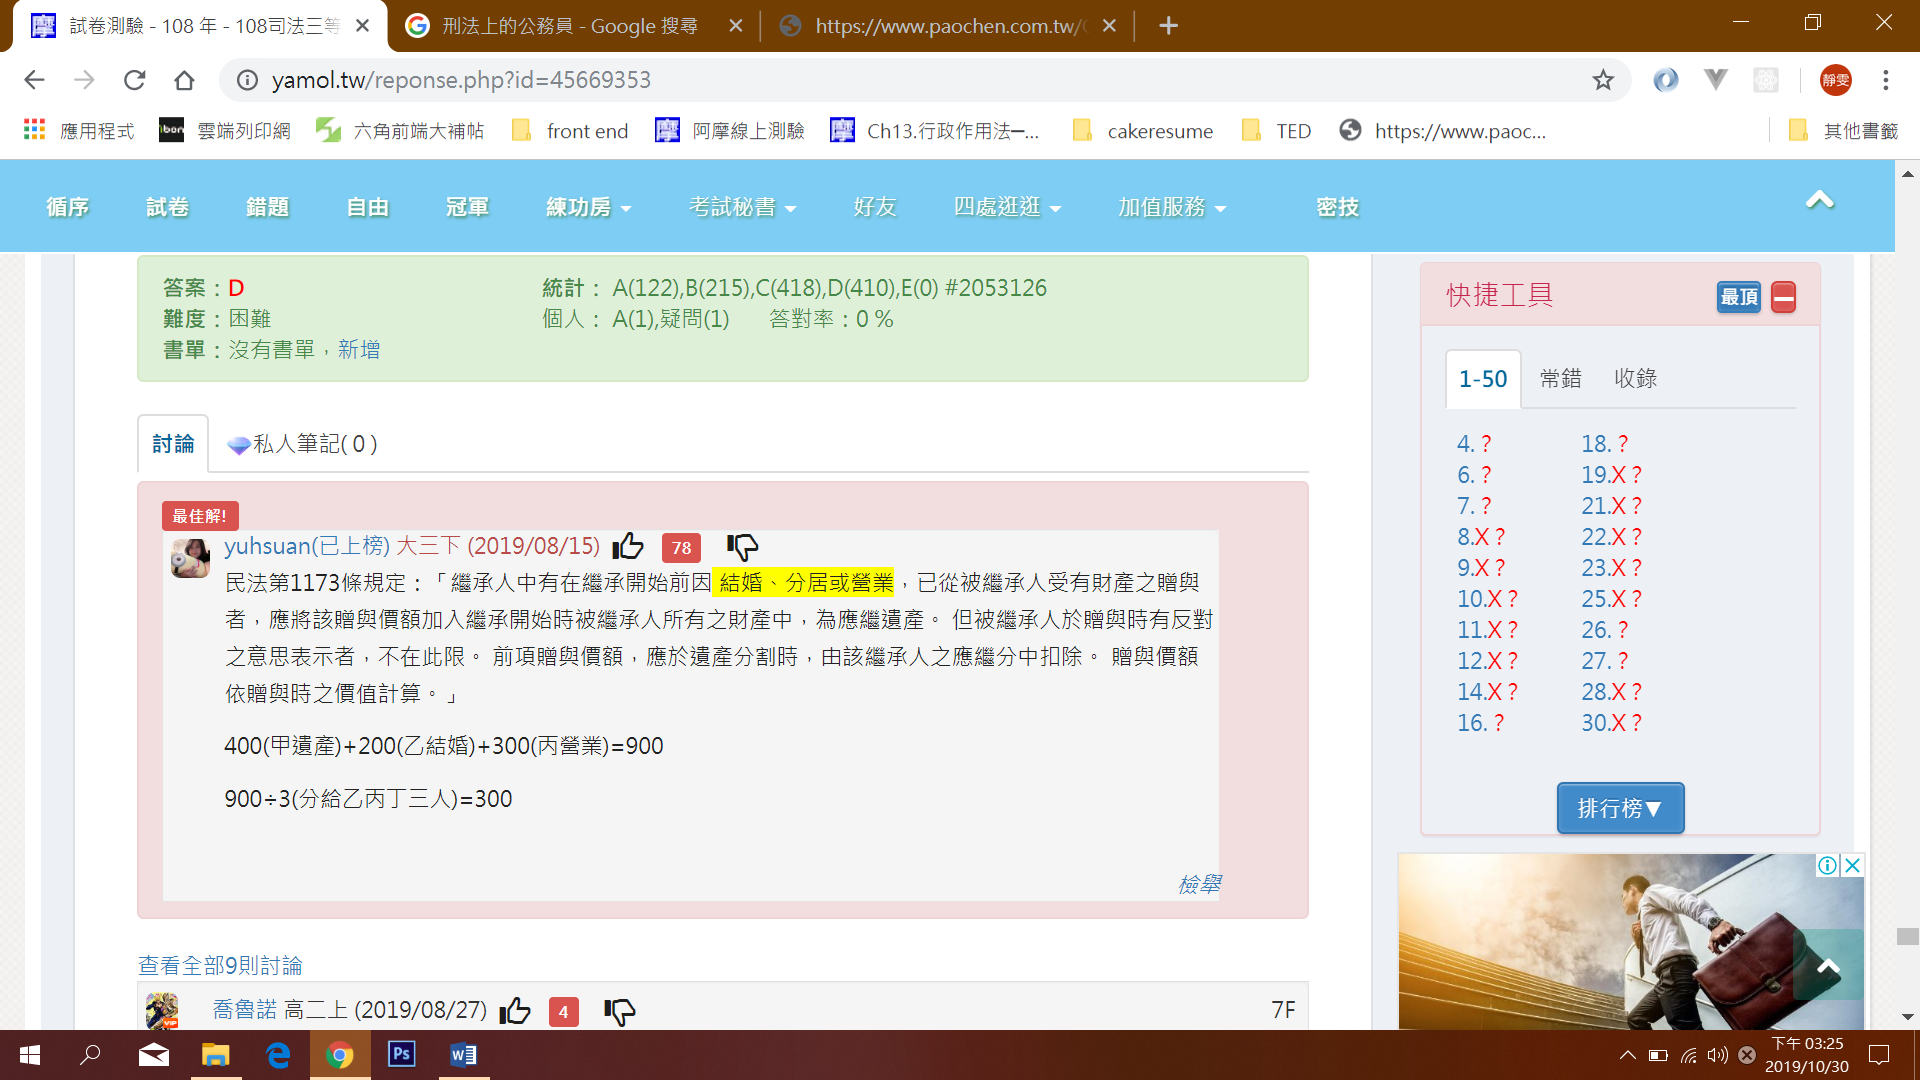 試卷測驗 - 108 年 - 108司法三等
刑法上的公務員 - Google 搜尋
https://www.paochen.com.tw/
yamol.tw/reponse.php?id=45669353
靜雯
應用程式
ibon
雲端列印網
六角前端大補帖
front end
阿摩線上測驗
Ch13.行政作用法—...
cakeresume
TED
https://www.paoc...
其他書籤
循序
試卷
錯題
自由
冠軍
練功房
考試秘書
好友
四處逛逛
加值服務
密技
答案：D
統計： A(122),B(215),C(418),D(410),E(0) #2053126
難度：困難
個人： A(1),疑問(1) 答對率：0 %
書單：沒有書單，新增
討論
私人筆記( 0 )
最佳解!
yuhsuan(已上榜) 大三下 (2019/08/15) 78
民法第1173條規定：「繼承人中有在繼承開始前因 結婚、分居或營業，已從被繼承人受有財產之贈與
者，應將該贈與價額加入繼承開始時被繼承人所有之財產中，為應繼遺產。 但被繼承人於贈與時有反對
之意思表示者，不在此限。 前項贈與價額，應於遺產分割時，由該繼承人之應繼分中扣除。 贈與價額
依贈與時之價值計算。」
400(甲遺產)+200(乙結婚)+300(丙營業)=900
900÷3(分給乙丙丁三人)=300
檢舉
查看全部9則討論
VIP
喬魯諾 高二上 (2019/08/27) 4
7F
快捷工具
最頂
1-50
常錯
收錄
4. ?
18. ?
6. ?
19.X ?
7. ?
21.X ?
8.X ?
22.X ?
9.X ?
23.X ?
10.X ?
25.X ?
11.X ?
26. ?
12.X ?
27. ?
14.X ?
28.X ?
16. ?
30.X ?
排行榜▼
Ps
下午 03:25
2019/10/30